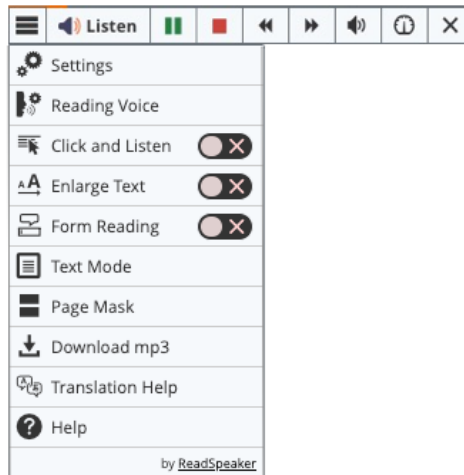 Listen
Settings
Reading Voice
Click and Listen
Enlarge Text
Form Reading
Text Mode
Page Mask
Download mp3
Translation Help
Help
by ReadSpeaker